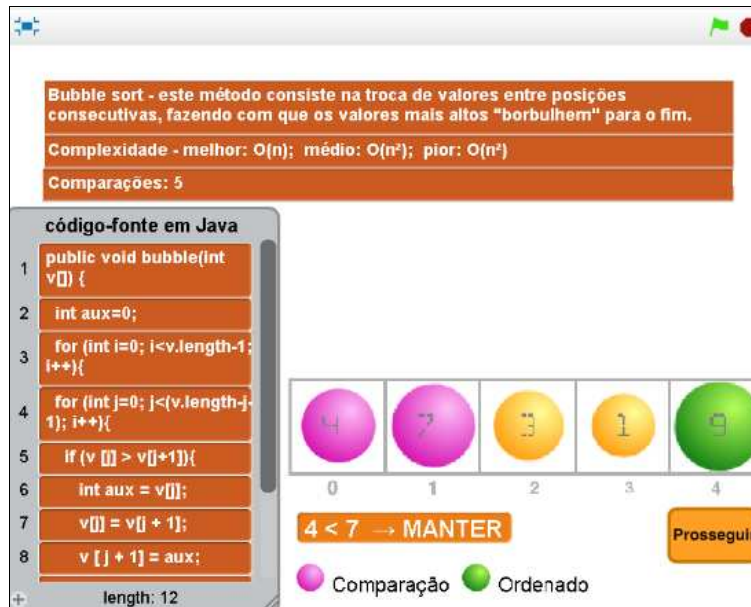 Bubble sort - este método consiste na troca de valores entre posições
consecutivas, fazendo com que os valores mais altos "borbulhem" para o fim.
Complexidade - melhor: O(n); médio: O(n²); pior: O(n²)
Comparações: 5
código-fonte em Java
1 public void bubble(int
v[]) {
2 int aux=0;
3 for (int i=0; i<v.length-1;
i++){
4 for (int j=0; j<(v.length-j-
1); i++){
5 if (v [j] > v[j+1]){
6 int aux = v[j];
7 v[j] = v[j + 1];
8 v [ j + 1] = aux;
length: 12
4 7 3 1 9
0 1 2 3 4
4 < 7 → MANTER
Prosseguir
Comparação Ordenado